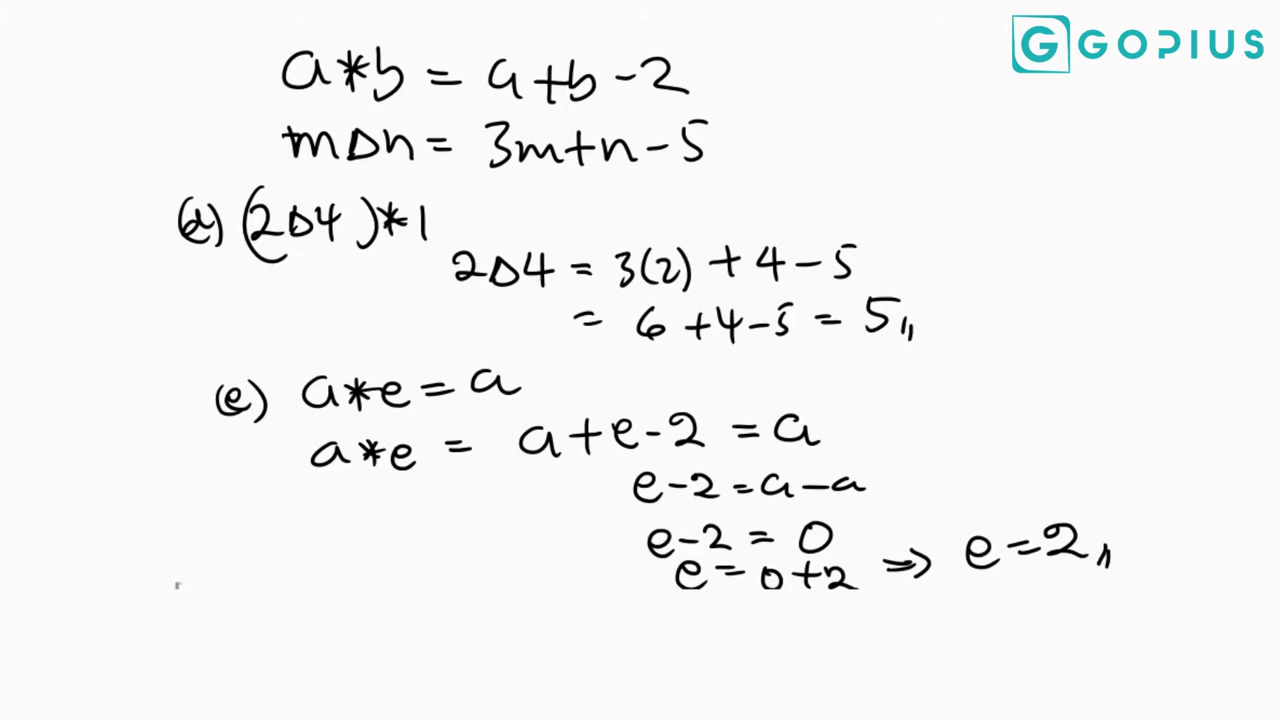 GOPIUS
a*b = a+b-2
mΔn = 3m+n-5
(d) (2Δ4)*1
2Δ4 = 3(2) + 4 - 5
= 6 + 4 - 5 = 5,,
(e) a*e = a
a*e = a+e-2 = a
e-2 = a-a
e-2 = 0
e = 0+2 ⇒ e = 2,,